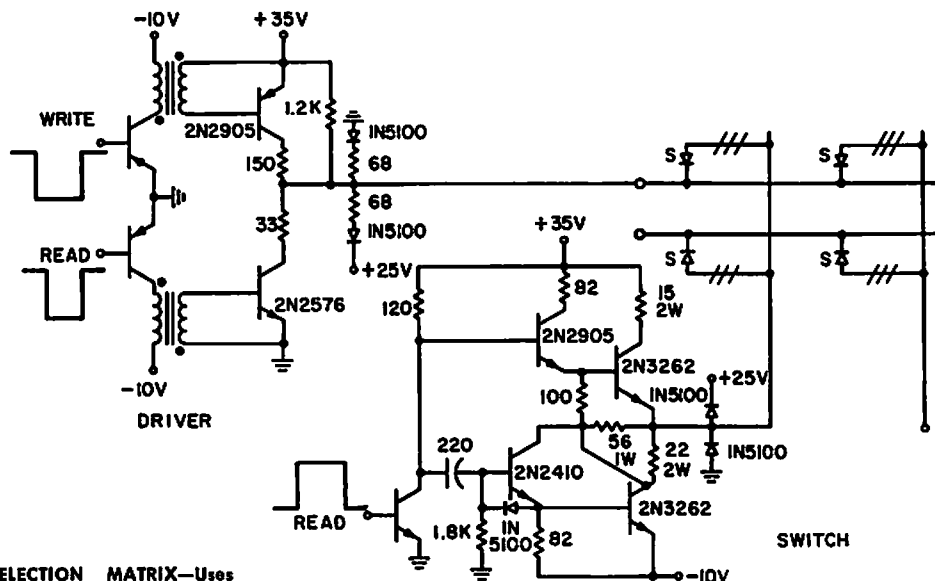 -10V
+35V
WRITE
2N2905
1.2K
IN5100
150
68
33
68
IN5100
+25V
READ
2N2576
-10V
DRIVER
S
S
S
S
+35V
120
82
15
2W
2N2905
2N3262
+25V
IN5100
100
56
1W
22
2W
IN5100
220
2N2410
2N3262
READ
1.8K
IN
5100
82
SWITCH
-10V
ELECTION MATRIX—Uses